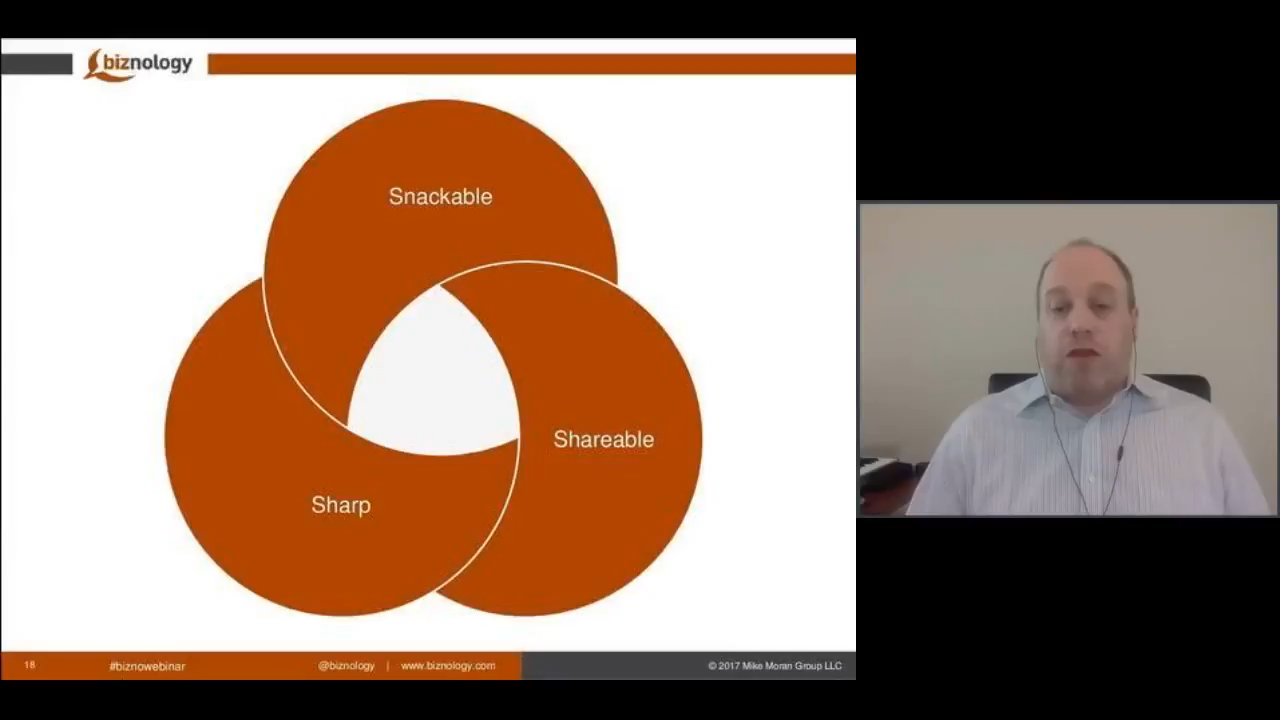 biznology
Snackable
Shareable
Sharp
18 #biznowebinar @biznology | www.biznology.com © 2017 Mike Moran Group LLC